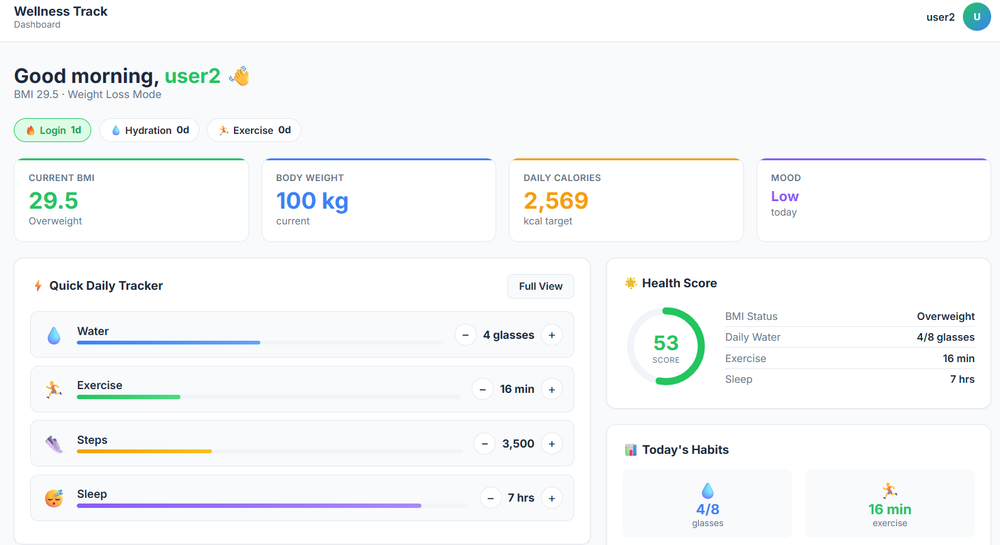 Wellness Track
Dashboard
user2
U
Good morning, user2
BMI 29.5 · Weight Loss Mode
Login 1d
Hydration 0d
Exercise 0d
CURRENT BMI
29.5
Overweight
BODY WEIGHT
100 kg
current
DAILY CALORIES
2,569
kcal target
MOOD
Low
today
Quick Daily Tracker
Full View
Water
− 4 glasses +
Exercise
− 16 min +
Steps
− 3,500 +
Sleep
− 7 hrs +
Health Score
53
SCORE
BMI Status Overweight
Daily Water 4/8 glasses
Exercise 16 min
Sleep 7 hrs
Today's Habits
4/8
glasses
16 min
exercise